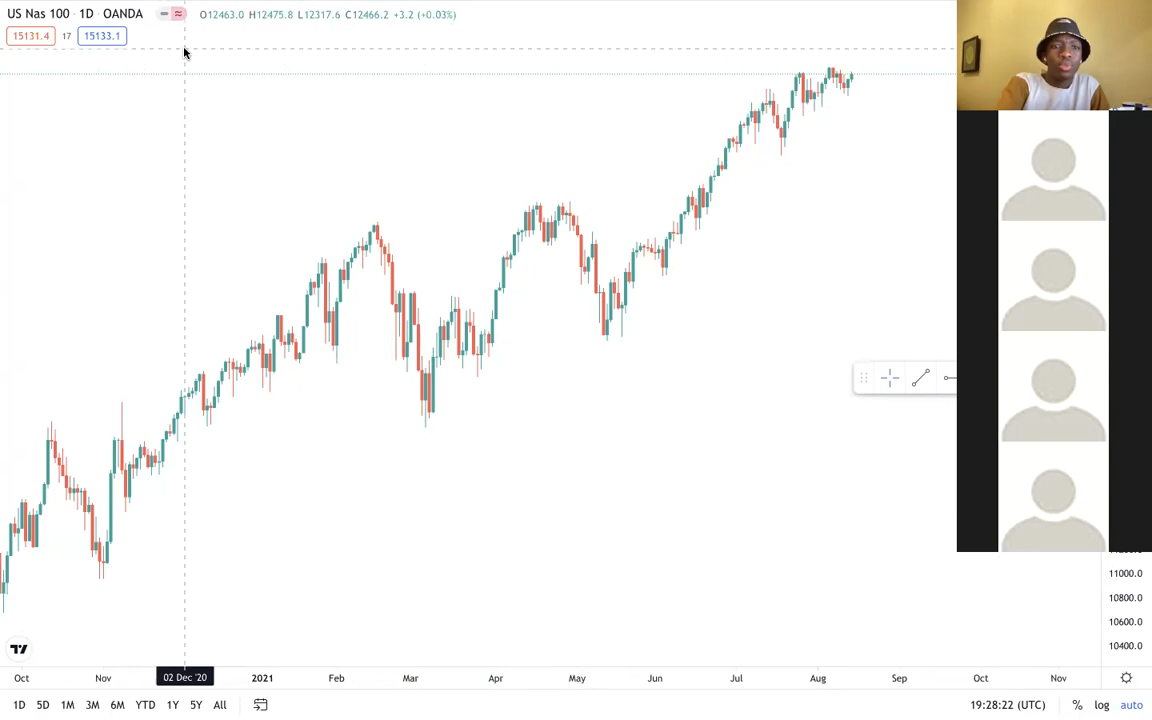 US Nas 100 · 1D · OANDA O12463.0 H12475.8 L12317.6 C12466.2 +3.2 (+0.03%)
15131.4 17 15133.1
11000.0
10800.0
10600.0
10400.0
Oct Nov 02 Dec '20 2021 Feb Mar Apr May Jun Jul Aug Sep Oct Nov
1D 5D 1M 3M 6M YTD 1Y 5Y All 19:28:22 (UTC) % log auto